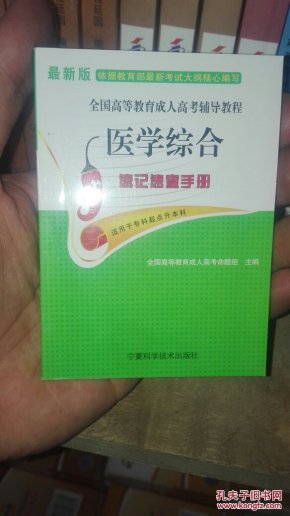 最新版
依据教育部最新考试大纲精心编写
全国高等教育成人高考辅导教程
医学综合
速记速查手册
适用于专科起点升本科
全国高等教育成人高考命题组 主编
宁夏科学技术出版社
孔夫子旧书网